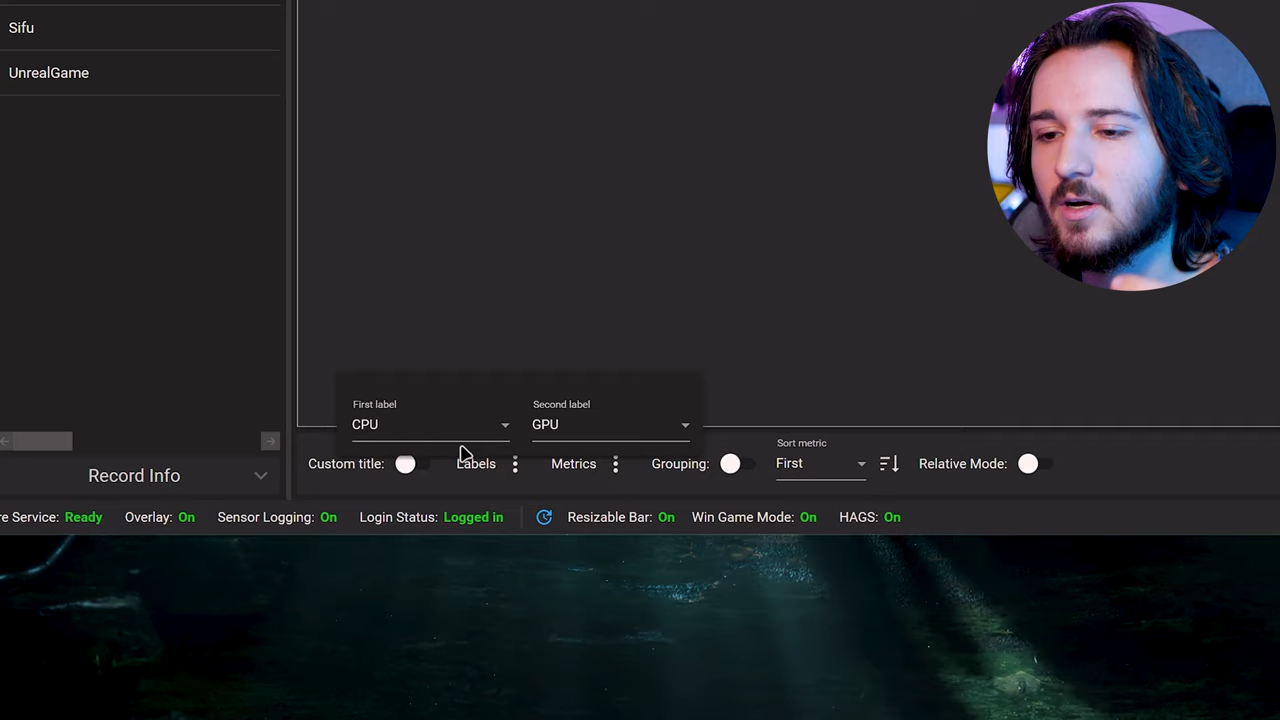 Sifu
UnrealGame
First label
Second label
CPU
GPU
Sort metric
Custom title:
Labels
Metrics
Grouping:
First
Relative Mode:
Record Info
re Service: Ready
Overlay: On
Sensor Logging: On
Login Status: Logged in
Resizable Bar: On
Win Game Mode: On
HAGS: On